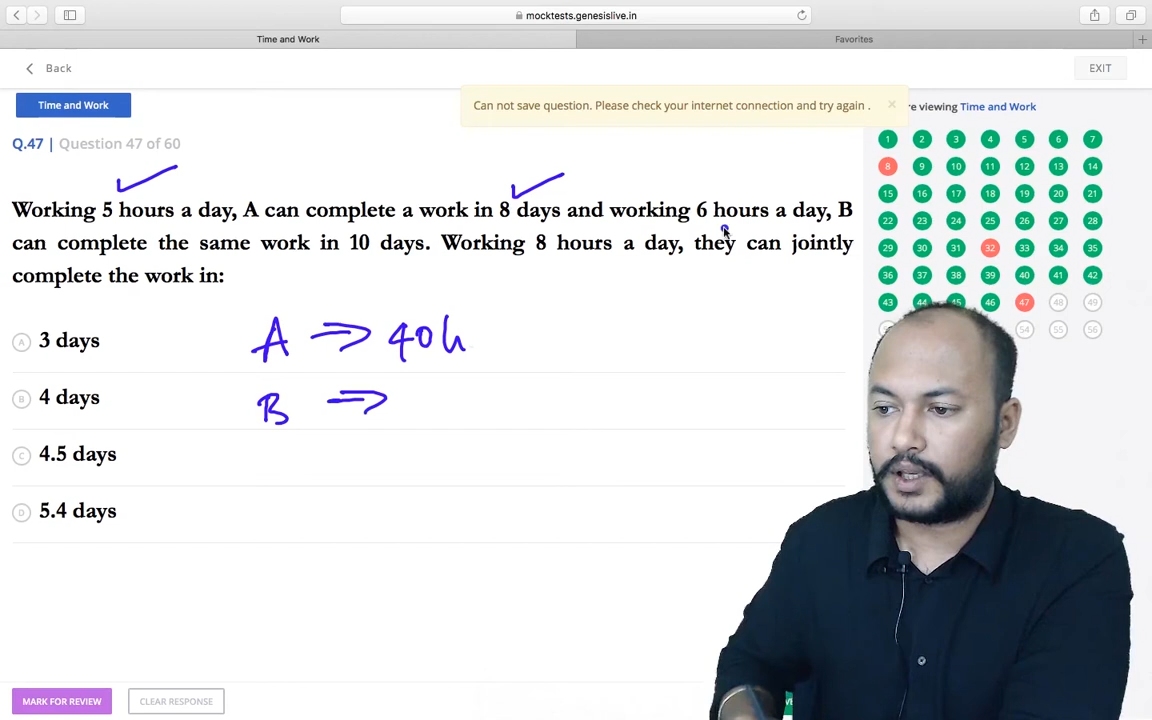 mocktests.genesislive.in
Time and Work
Favorites
Back
EXIT
Time and Work
Can not save question. Please check your internet connection and try again .
re viewing Time and Work
Q.47 | Question 47 of 60
1 2 3 4 5 6 7
8 9 10 11 12 13 14
15 16 17 18 19 20 21
22 23 24 25 26 27 28
29 30 31 32 33 34 35
36 37 38 39 40 41 42
43 44 45 46 47 48 49
54 55 56
Working 5 hours a day, A can complete a work in 8 days and working 6 hours a day, B
can complete the same work in 10 days. Working 8 hours a day, they can jointly
complete the work in:
A 3 days
A ⇒ 40h
B 4 days
B ⇒
C 4.5 days
D 5.4 days
MARK FOR REVIEW
CLEAR RESPONSE